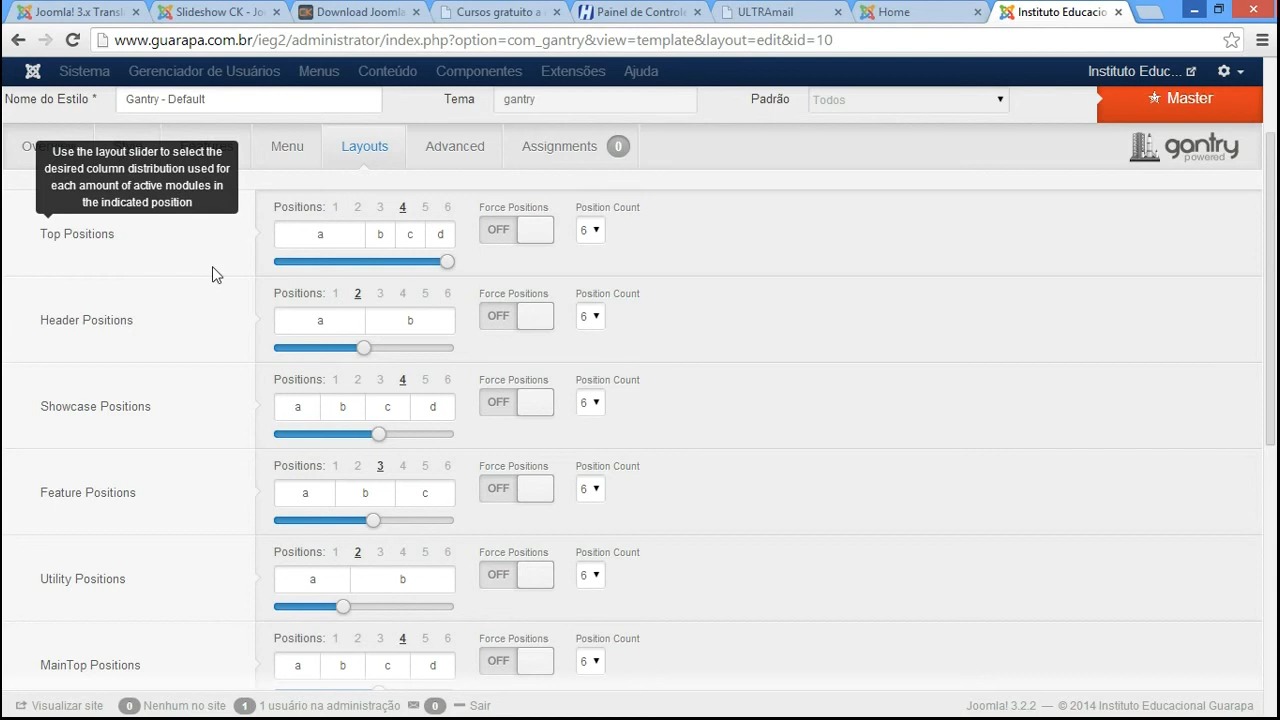 Joomla! 3.x Transl
Slideshow CK - Joo
Download Joomla
Cursos gratuito a
Painel de Controle
ULTRAmail
Home
Instituto Educacio
www.guarapa.com.br/ieg2/administrator/index.php?option=com_gantry&view=template&layout=edit&id=10
Sistema Gerenciador de Usuários Menus Conteúdo Componentes Extensões Ajuda Instituto Educ...
Nome do Estilo * Gantry - Default Tema gantry Padrão Todos Master
Menu Layouts Advanced Assignments 0 gantry powered
Use the layout slider to select the
desired column distribution used for
each amount of active modules in
the indicated position
Positions: 1 2 3 4 5 6 Force Positions Position Count
Top Positions a b c d OFF 6
Positions: 1 2 3 4 5 6 Force Positions Position Count
Header Positions a b OFF 6
Positions: 1 2 3 4 5 6 Force Positions Position Count
Showcase Positions a b c d OFF 6
Positions: 1 2 3 4 5 6 Force Positions Position Count
Feature Positions a b c OFF 6
Positions: 1 2 3 4 5 6 Force Positions Position Count
Utility Positions a b OFF 6
Positions: 1 2 3 4 5 6 Force Positions Position Count
MainTop Positions a b c d OFF 6
Visualizar site 0 Nenhum no site 1 1 usuário na administração 0 Sair Joomla! 3.2.2 — © 2014 Instituto Educacional Guarapa